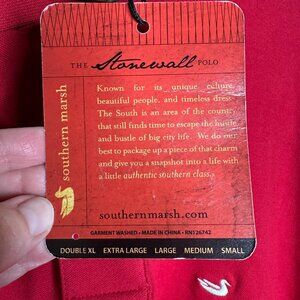 THE Stonewall POLO
southern marsh
Known for its unique culture,
beautiful people, and timeless dress.
The South is an area of the country
that still finds time to escape the hustle
and bustle of big city life. We do our
best to package up a piece of that charm
and give you a snapshot into a life with
a little authentic southern class.
southernmarsh.com
GARMENT WASHED • MADE IN CHINA • RN126742
DOUBLE XL EXTRA LARGE LARGE MEDIUM SMALL